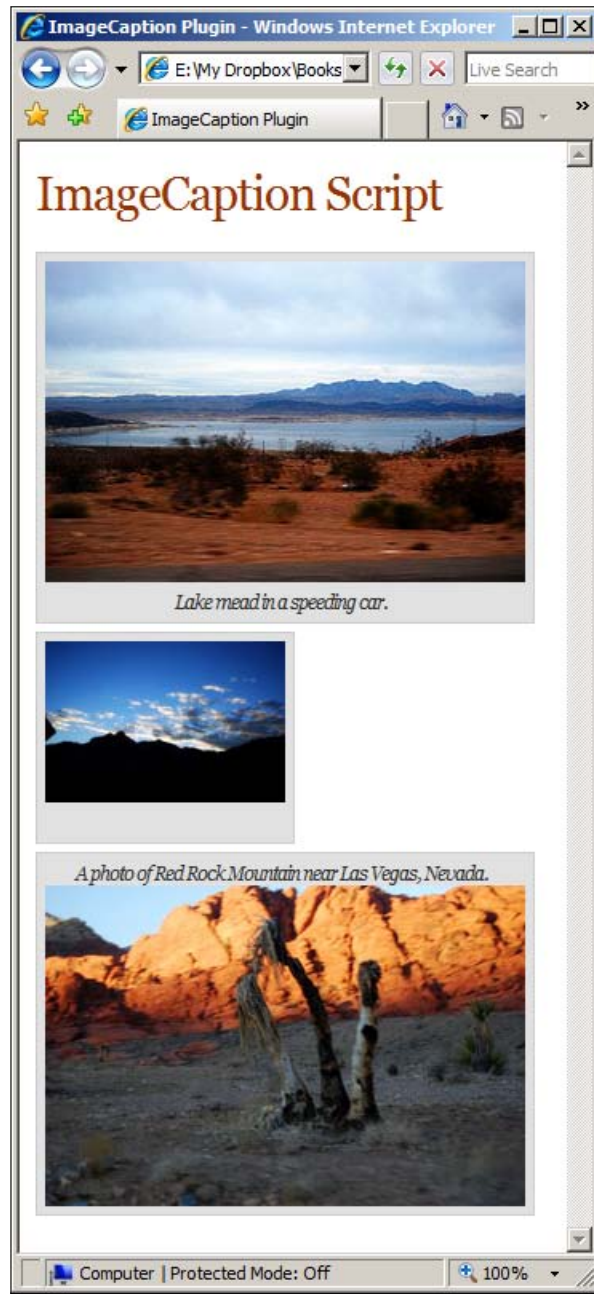 ImageCaption Plugin - Windows Internet Explorer
E:\My Dropbox\Books
Live Search
ImageCaption Plugin
»
ImageCaption Script
Lake mead in a speeding car.
A photo of Red Rock Mountain near Las Vegas, Nevada.
Computer | Protected Mode: Off
100%